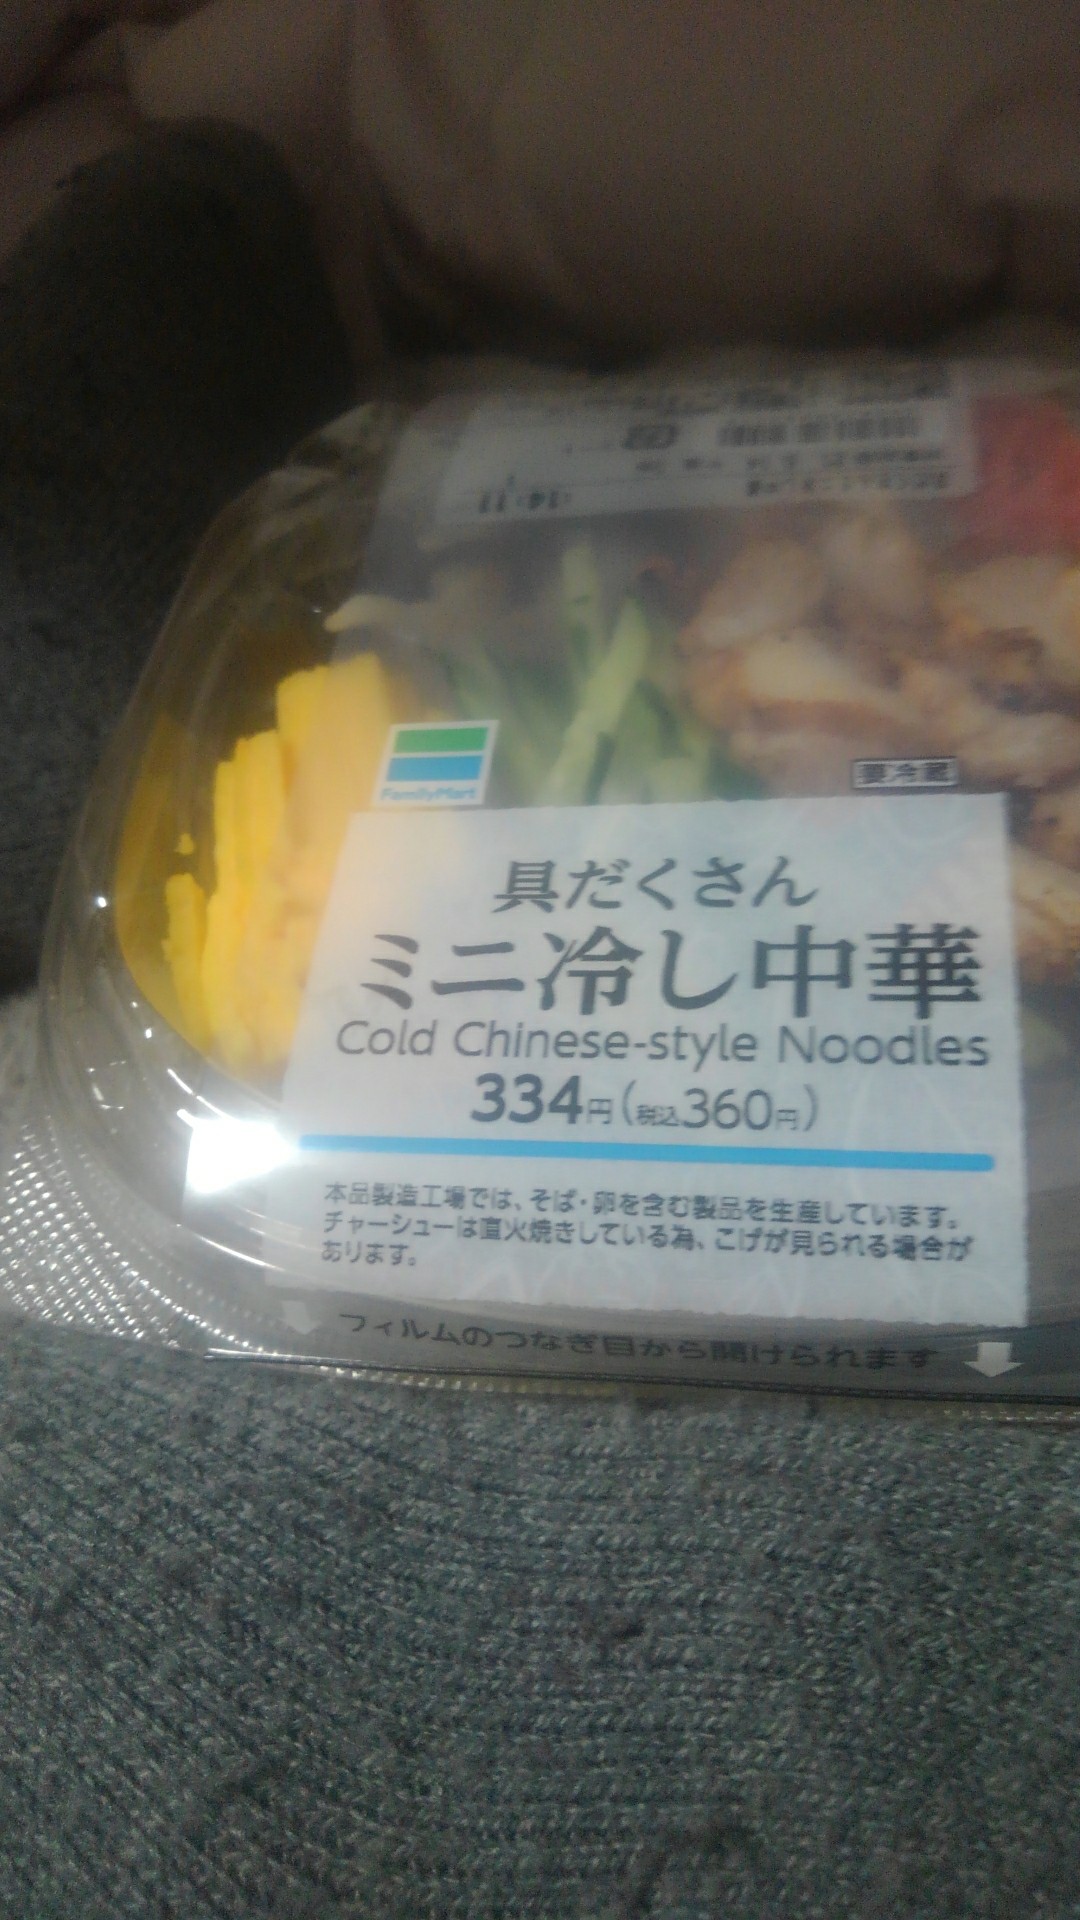 FamilyMart
要冷蔵
具だくさん
ミニ冷し中華
Cold Chinese-style Noodles
334円(税込360円)
本品製造工場では、そば・卵を含む製品を生産しています。
チャーシューは直火焼きしている為、こげが見られる場合が
あります。
フィルムのつなぎ目から開けられます